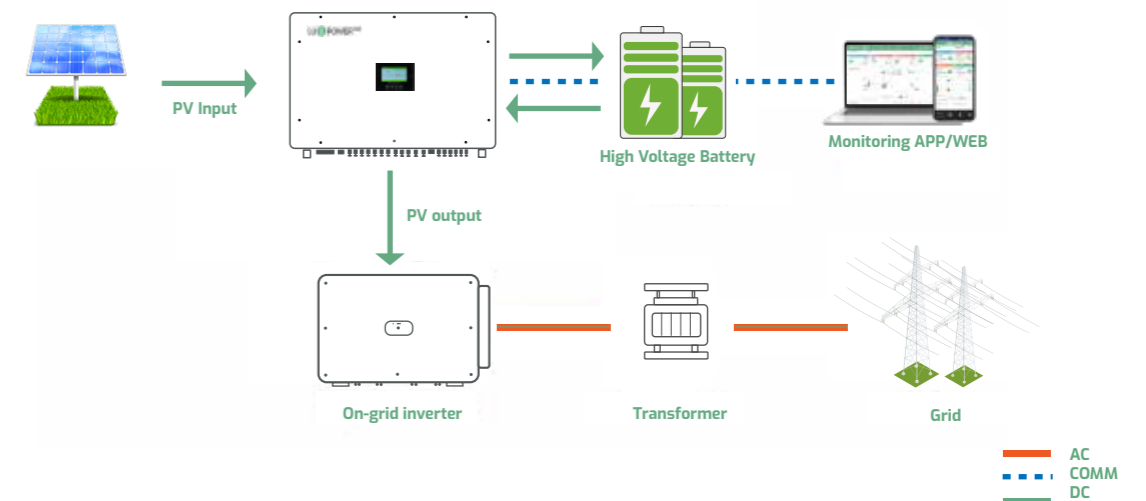 PV Input
High Voltage Battery
Monitoring APP/WEB
PV output
On-grid inverter
Transformer
Grid
AC
COMM
DC